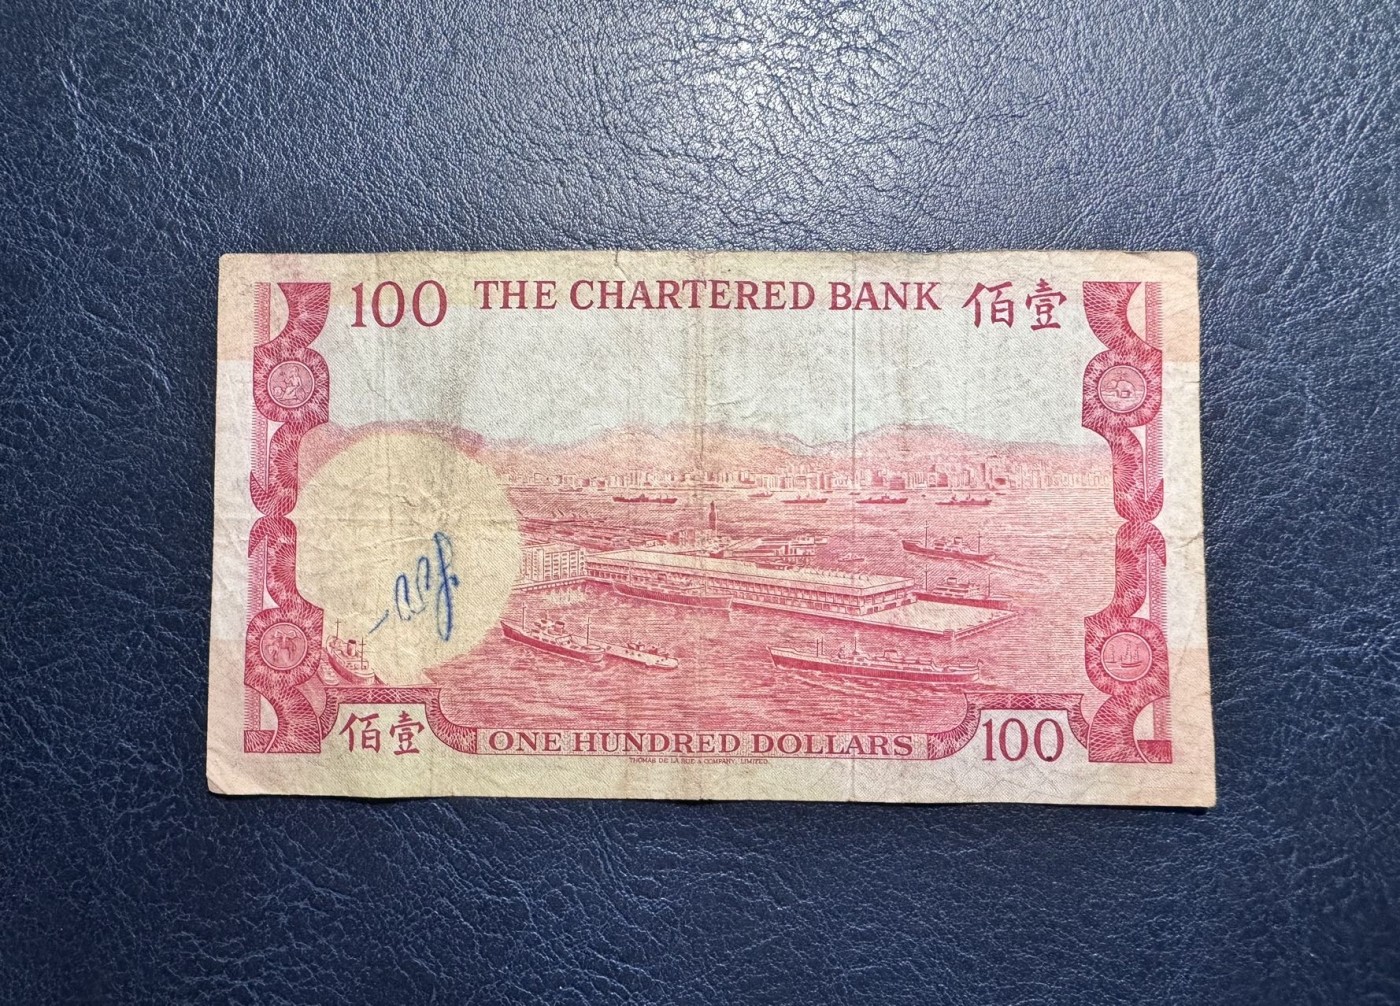 100 THE CHARTERED BANK 佰壹
佰壹 ONE HUNDRED DOLLARS 100
THOMAS DE LA RUE & COMPANY, LIMITED.